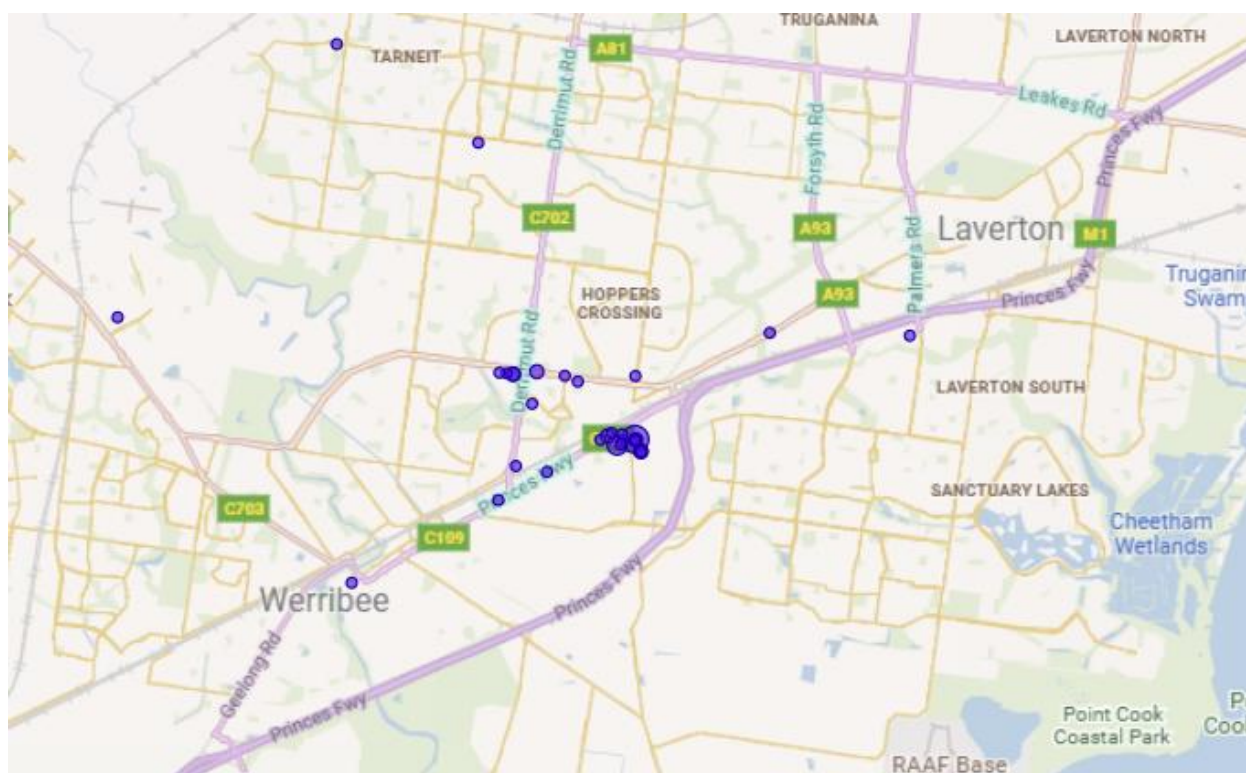 TRUGANINA
LAVERTON NORTH
A81
TARNEIT
Derrimut Rd
Leakes Rd
Princes Fwy
Forsyth Rd
C702
A93
Palmers Rd
Laverton
M1
Princes Fwy
HOPPERS
CROSSING
A93
Derrimut Rd
LAVERTON SOUTH
Princes Fwy
SANCTUARY LAKES
C703
C109
Cheetham
Wetlands
Werribee
Princes Fwy
Geelong Rd
Princes Fwy
Point Cook
Coastal Park
RAAF Base